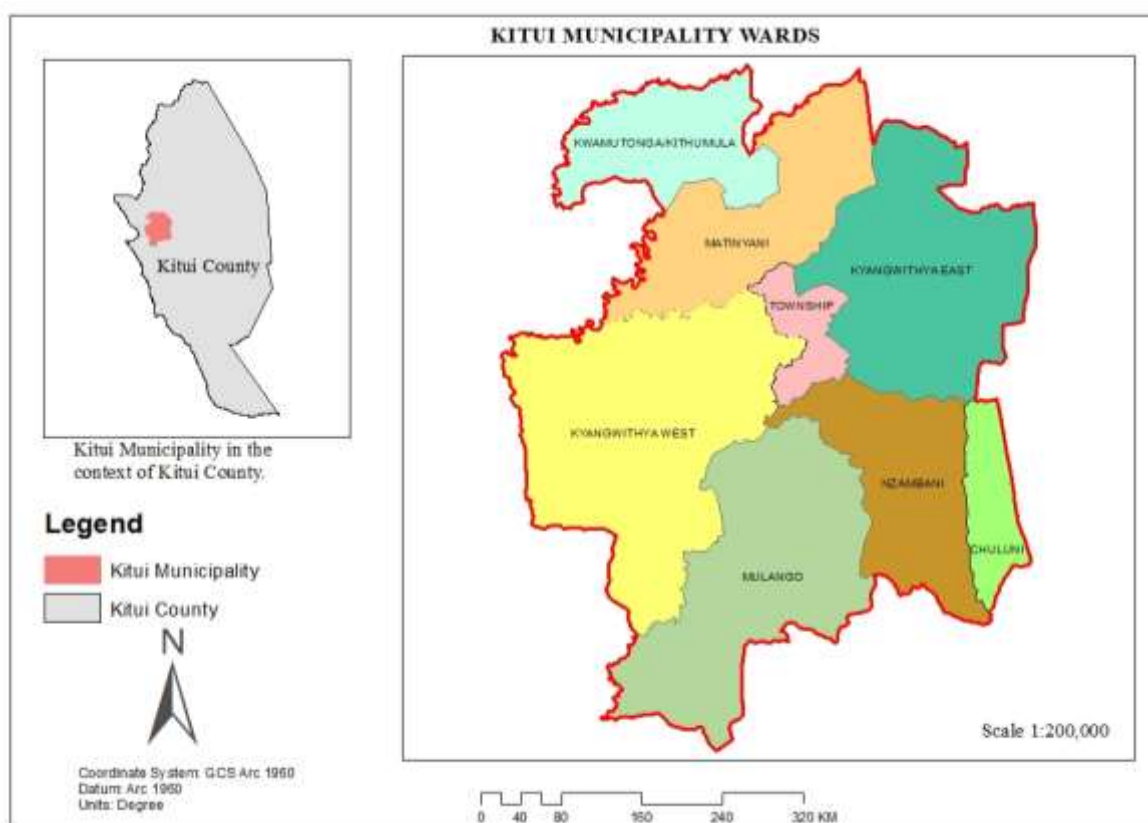 KITUI MUNICIPALITY WARDS
KWAMUTONGA/KITHUMULA
MATINYANI
KYANGWITHYA EAST
TOWNSHIP
KYANGWITHYA WEST
NZAMBANI
CHULUNI
MULANGO
Scale 1:200,000
Kitui County
Kitui Municipality in the
context of Kitui County.
Legend
Kitui Municipality
Kitui County
N
Coordinate System: GCS Arc 1960
Datum: Arc 1960
Units: Degree
0 40 80 160 240 320 KM